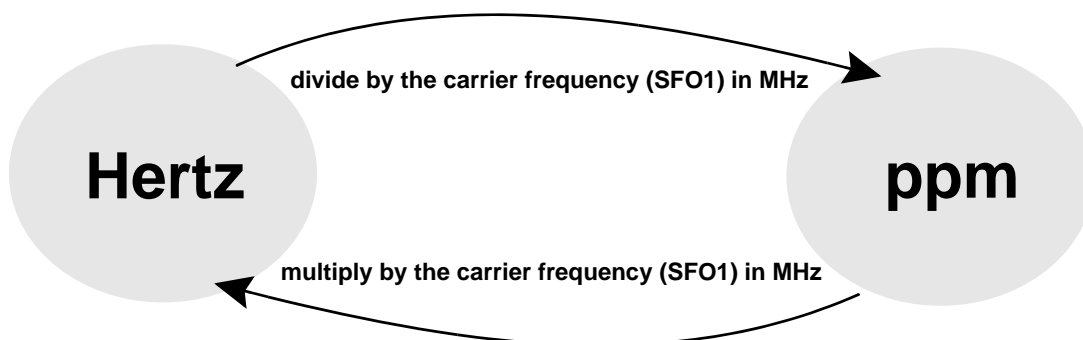 divide by the carrier frequency (SFO1) in MHz
Hertz
ppm
multiply by the carrier frequency (SFO1) in MHz